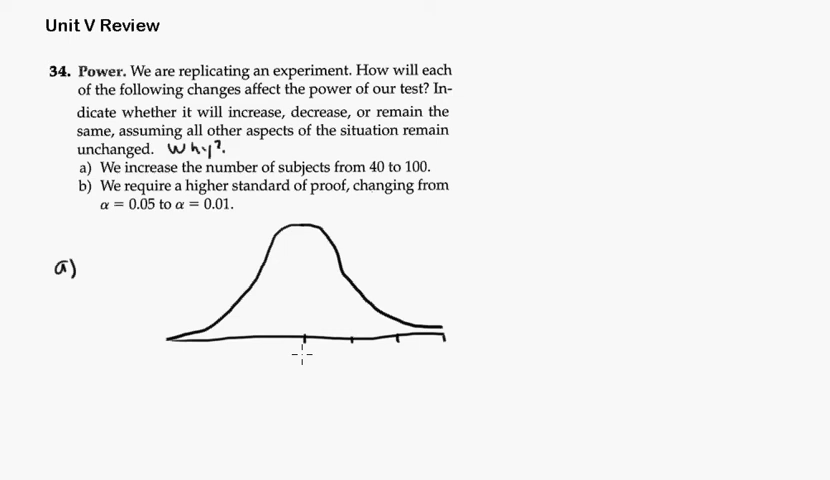 Unit V Review
34. Power. We are replicating an experiment. How will each
of the following changes affect the power of our test? In-
dicate whether it will increase, decrease, or remain the
same, assuming all other aspects of the situation remain
unchanged. Why?
a) We increase the number of subjects from 40 to 100.
b) We require a higher standard of proof, changing from
α = 0.05 to α = 0.01.
a)